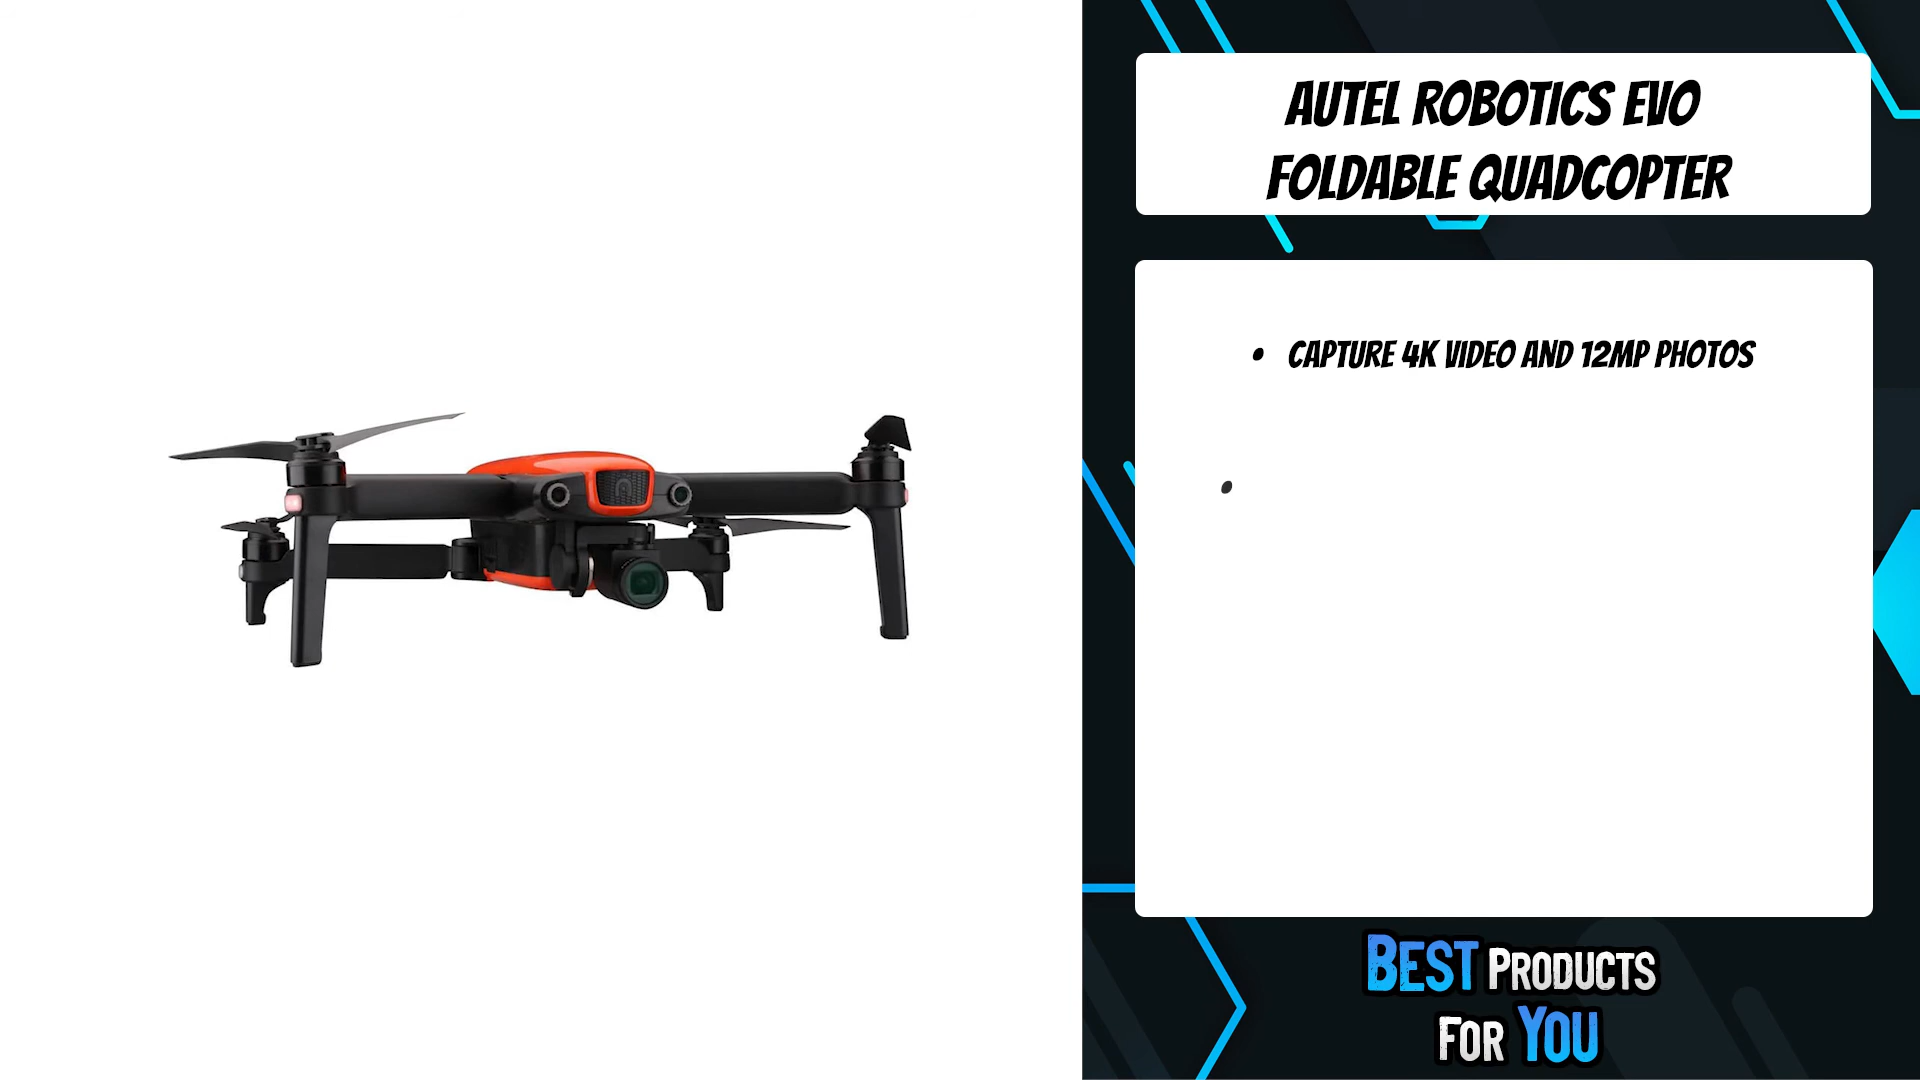 AUTEL ROBOTICS EVO
FOLDABLE QUADCOPTER
• CAPTURE 4K VIDEO AND 12MP PHOTOS
•
BEST PRODUCTS
FOR YOU